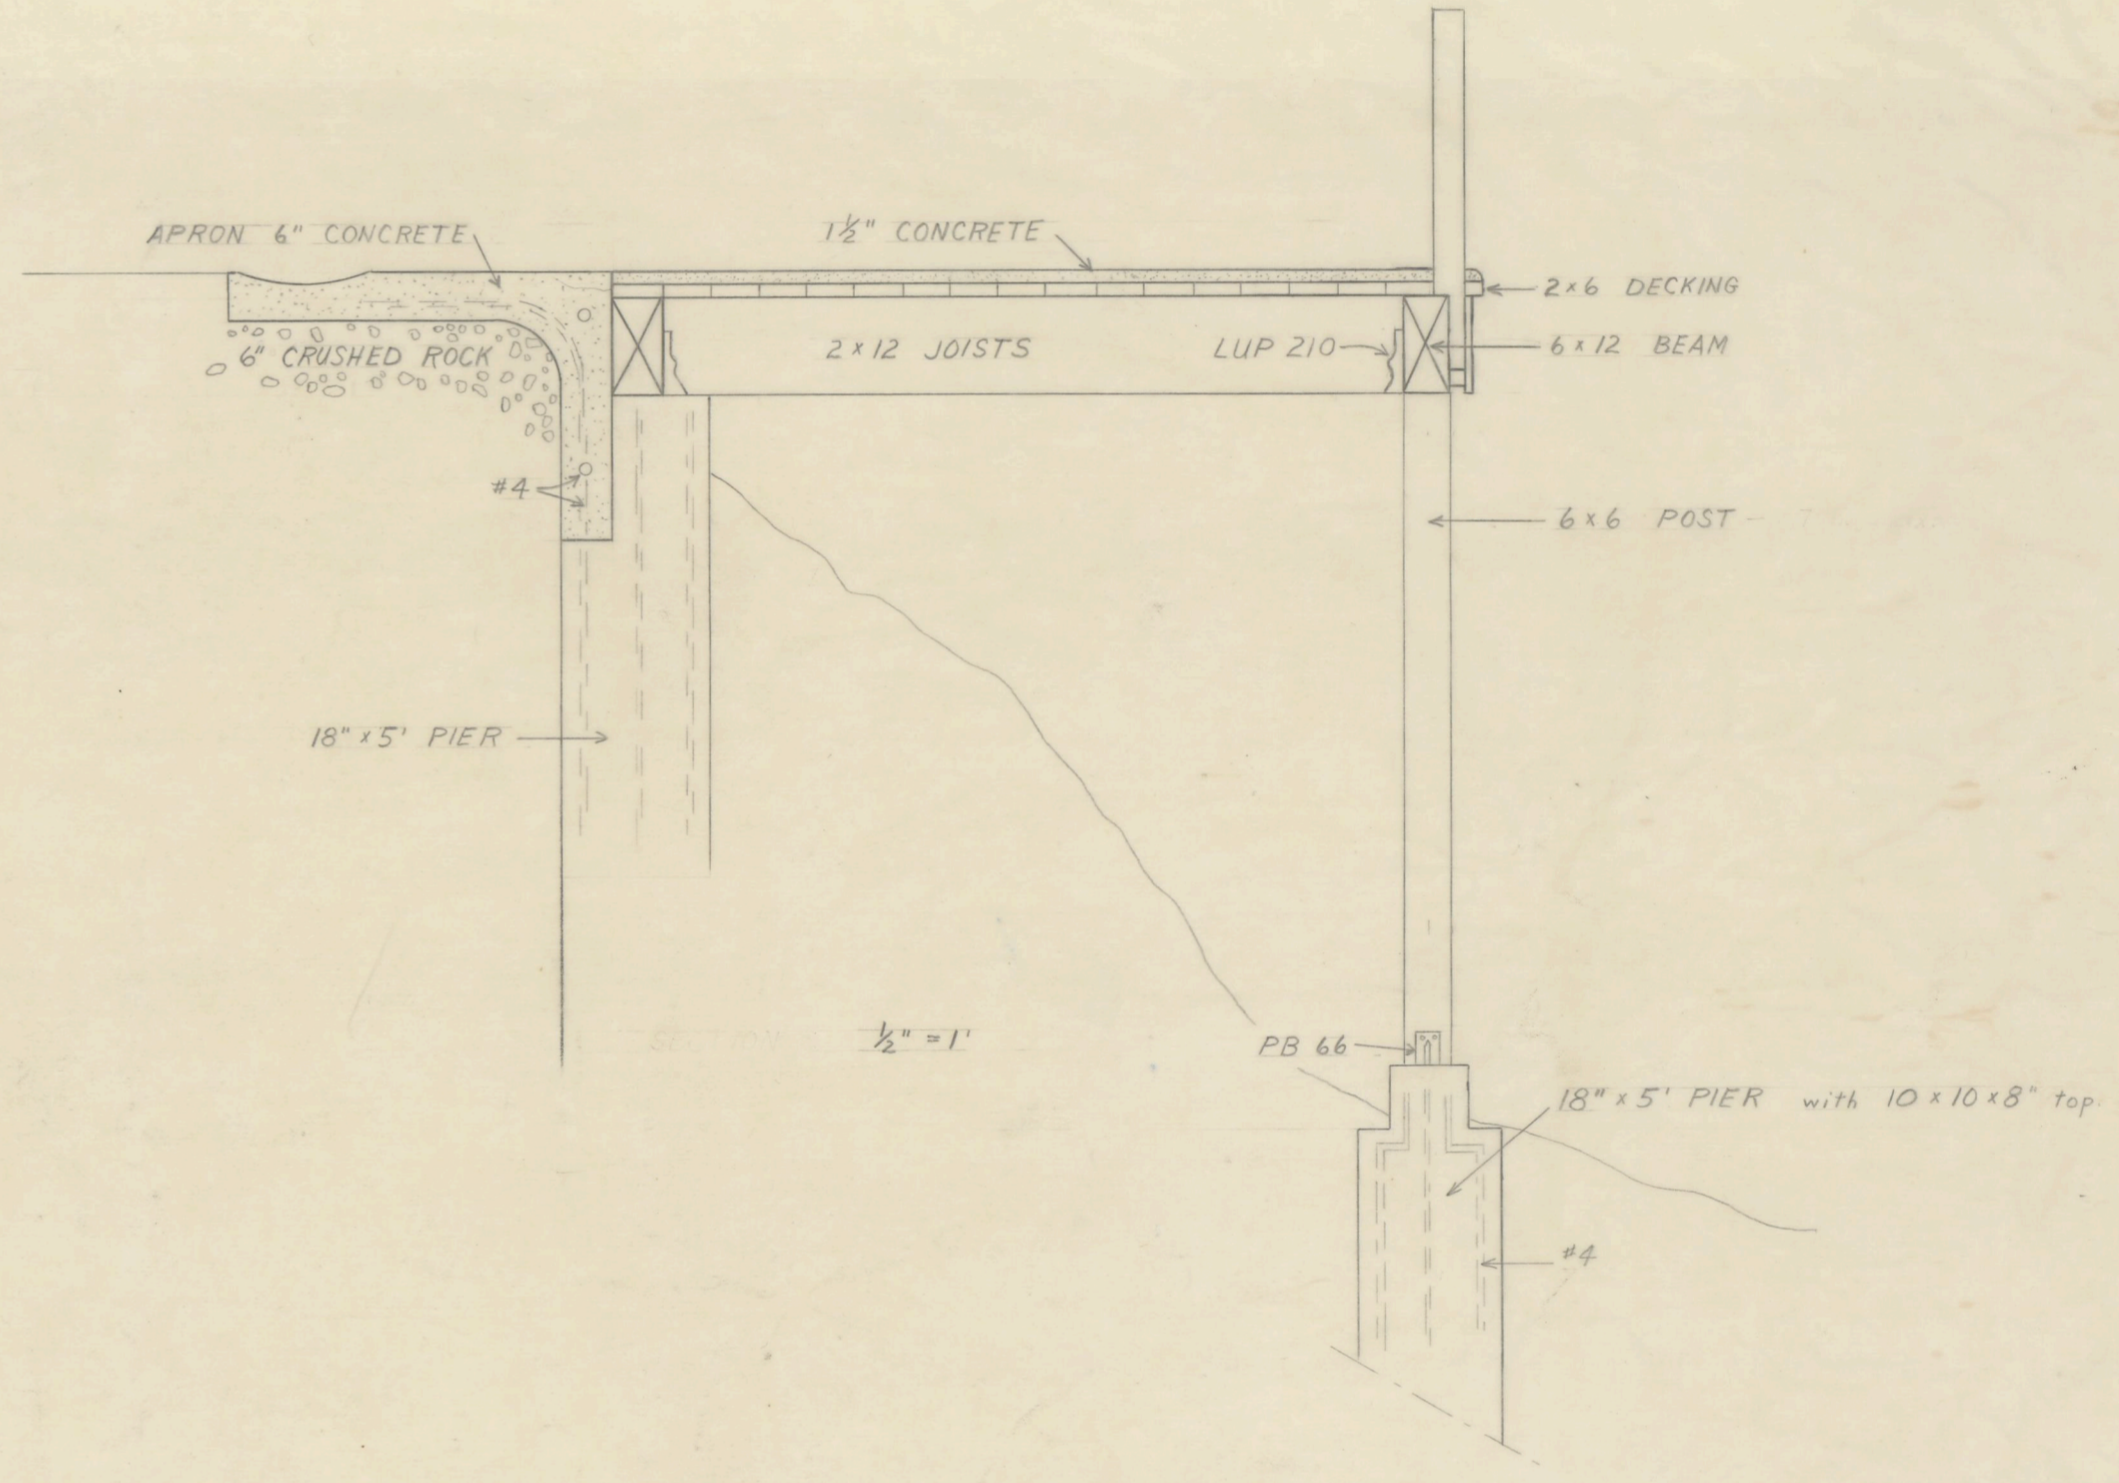 APRON 6" CONCRETE
1½" CONCRETE
2×6 DECKING
6" CRUSHED ROCK
2×12 JOISTS
LUP 210
6×12 BEAM
#4
6×6 POST
18"×5' PIER
SECTION
½" = 1'
PB 66
18"×5' PIER with 10×10×8" top
#4